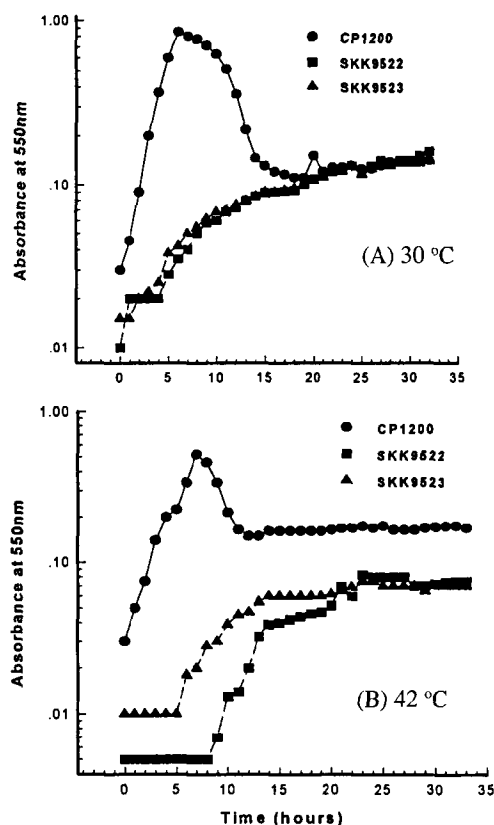 1.00
.10
.01
Absorbance at 550nm
CP1200
SKK9522
SKK9523
(A) 30 °C
0 5 10 15 20 25 30 35
1.00
.10
.01
Absorbance at 550nm
CP1200
SKK9522
SKK9523
(B) 42 °C
0 5 10 15 20 25 30 35
Time (hours)